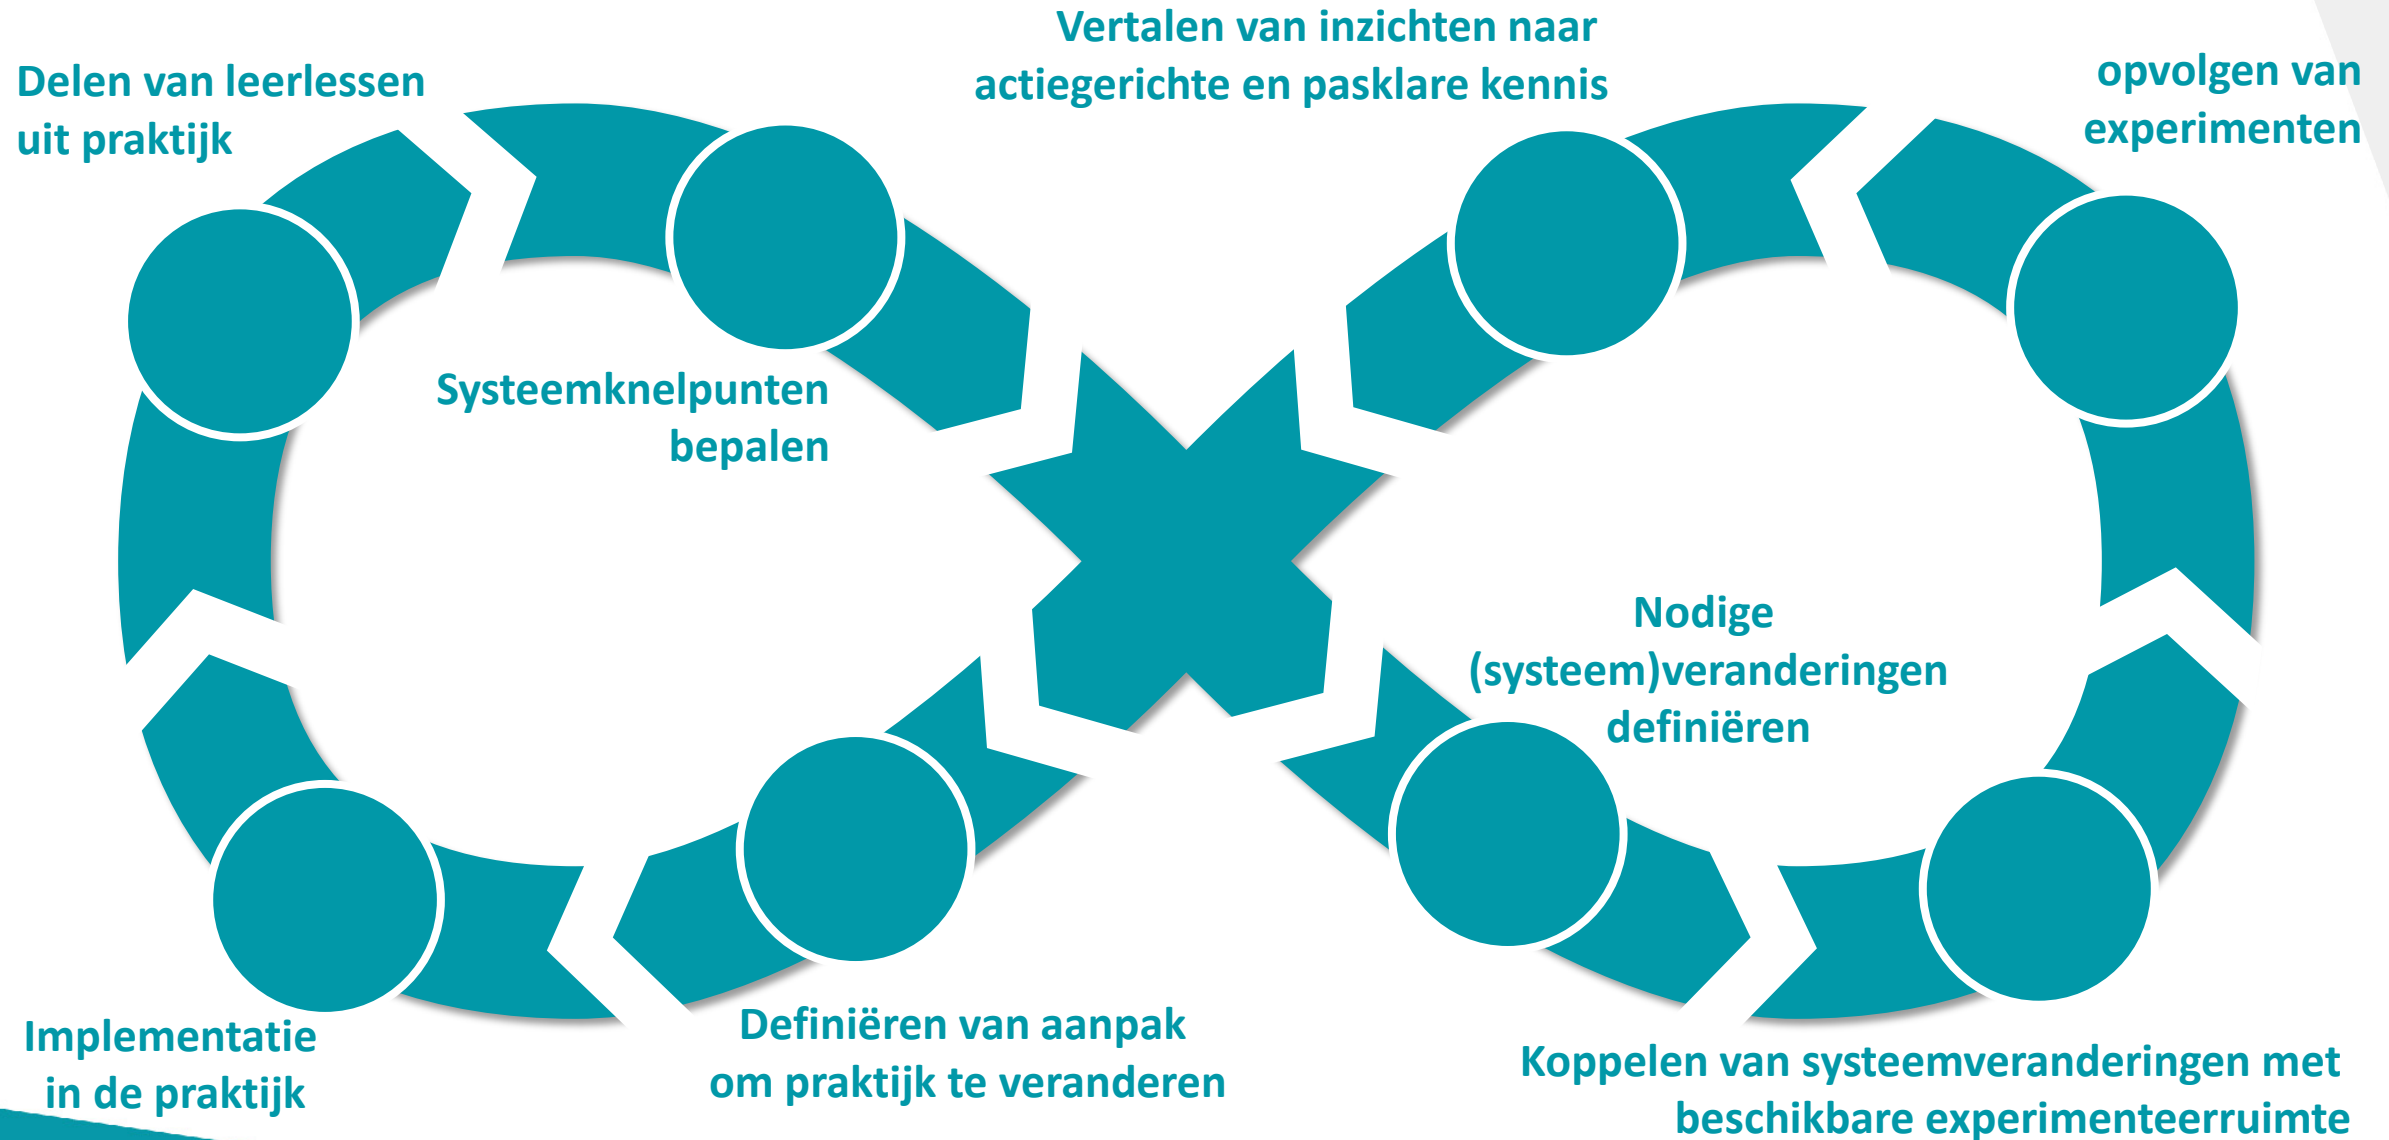 Delen van leerlessen
uit praktijk
Vertalen van inzichten naar
actiegerichte en pasklare kennis
opvolgen van
experimenten
Systeemknelpunten
bepalen
Nodige
(systeem)veranderingen
definiëren
Implementatie
in de praktijk
Definiëren van aanpak
om praktijk te veranderen
Koppelen van systeemveranderingen met
beschikbare experimenteerruimte